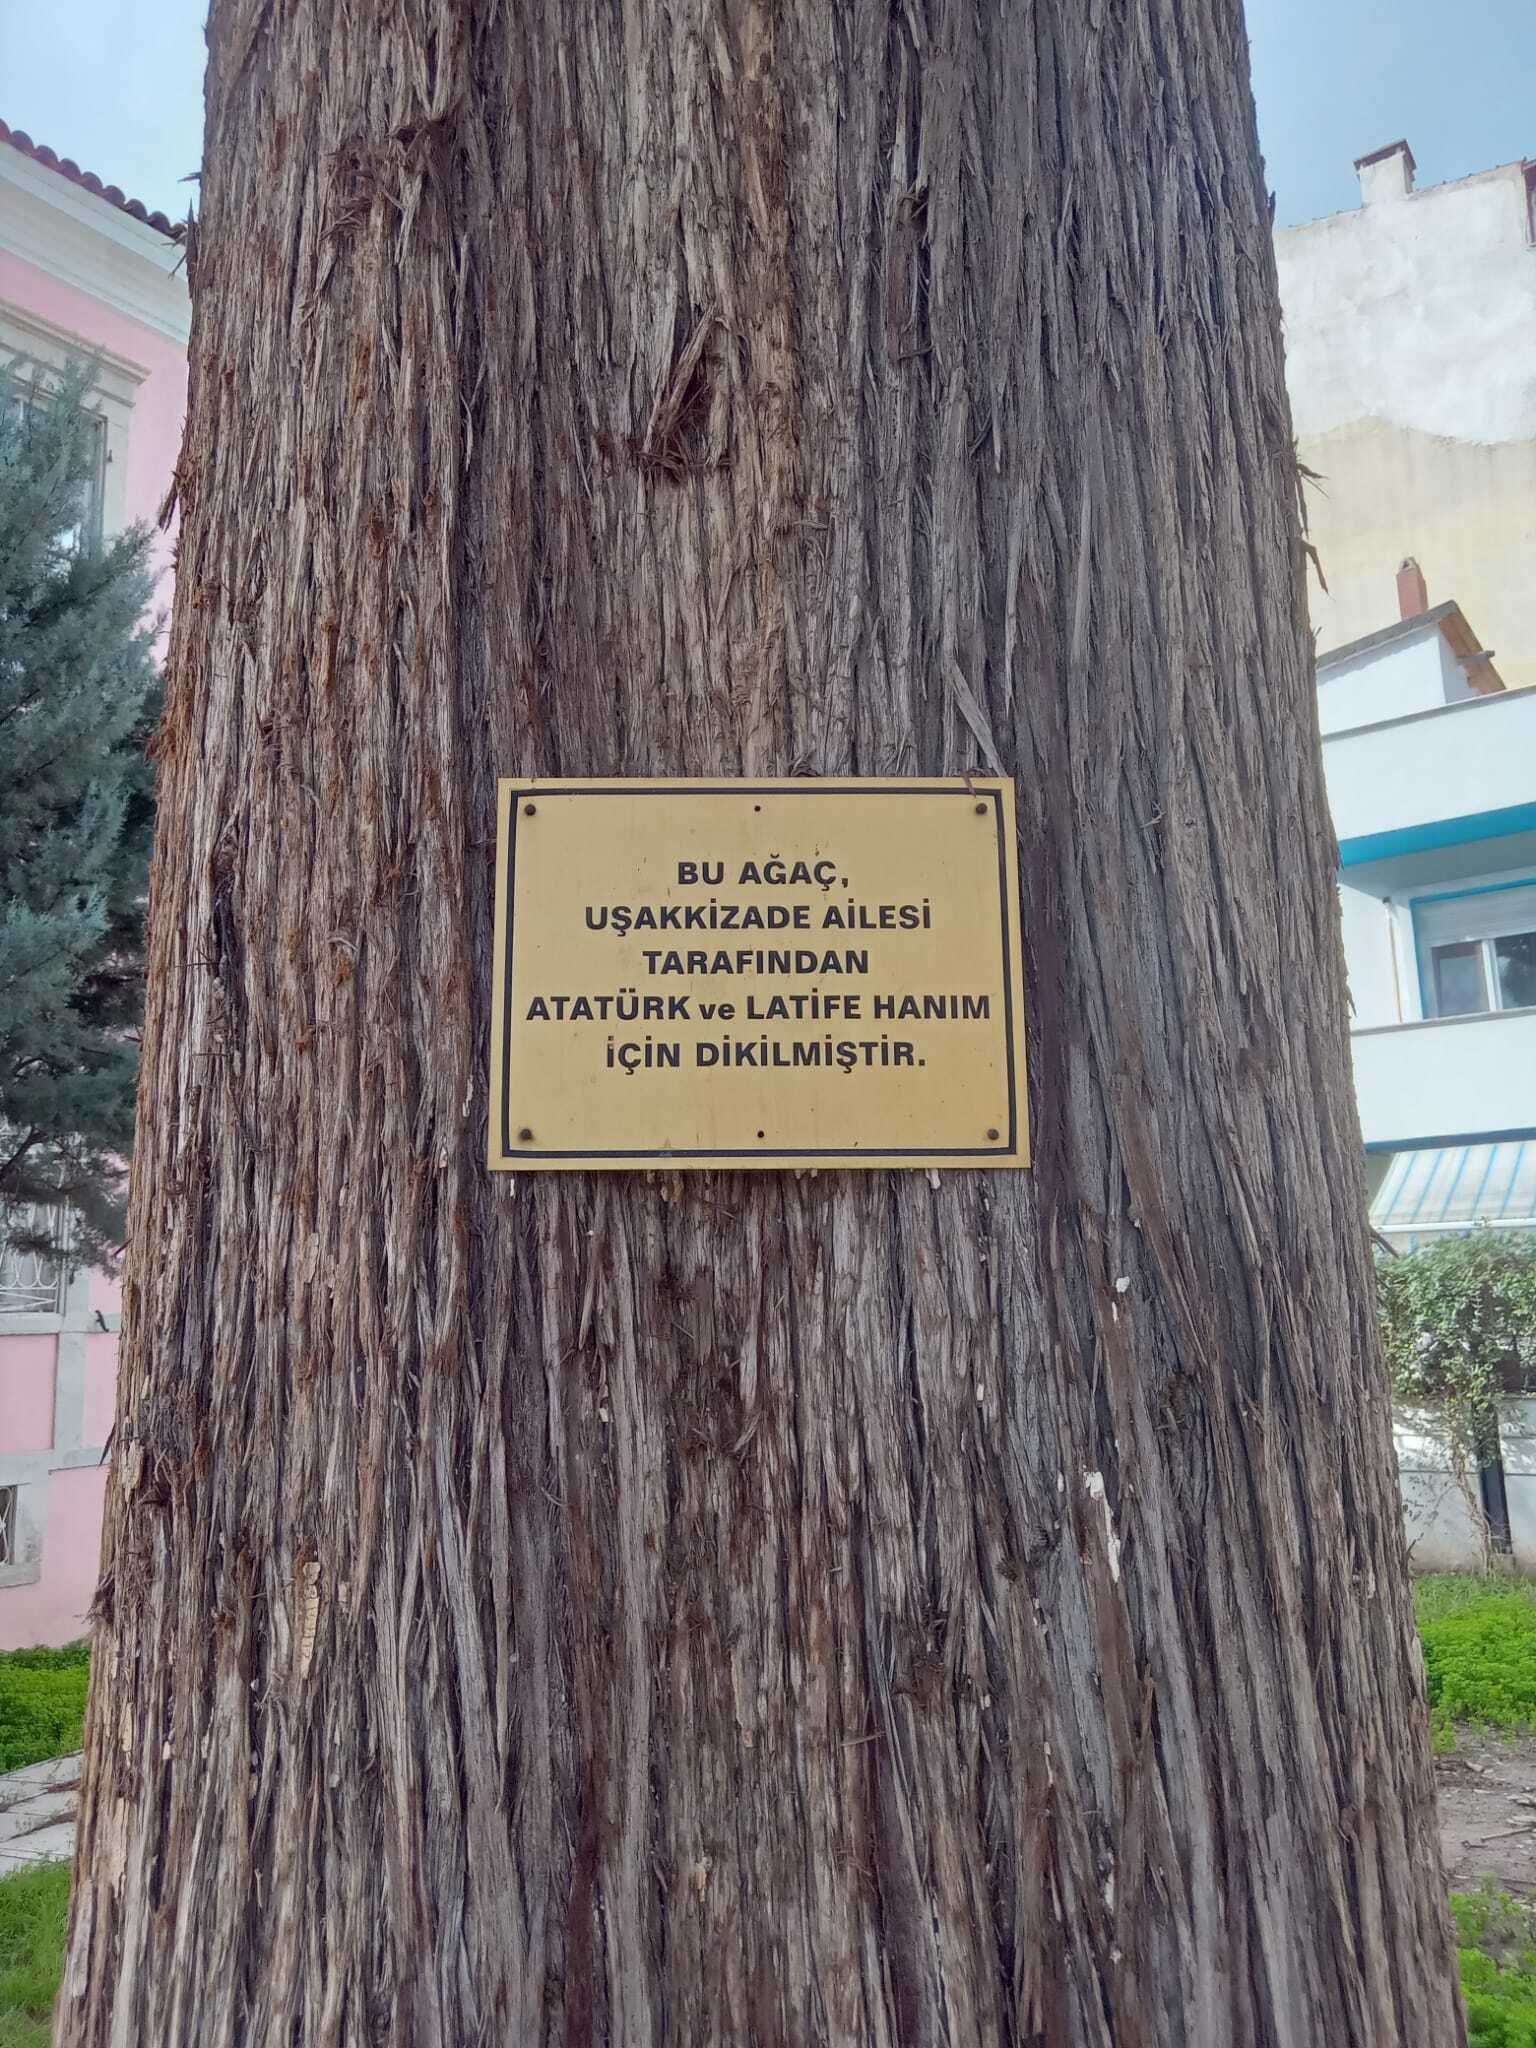 BU AĞAÇ,
UŞAKKİZADE AİLESİ
TARAFINDAN
ATATÜRK ve LATİFE HANIM
İÇİN DİKİLMİŞTİR.